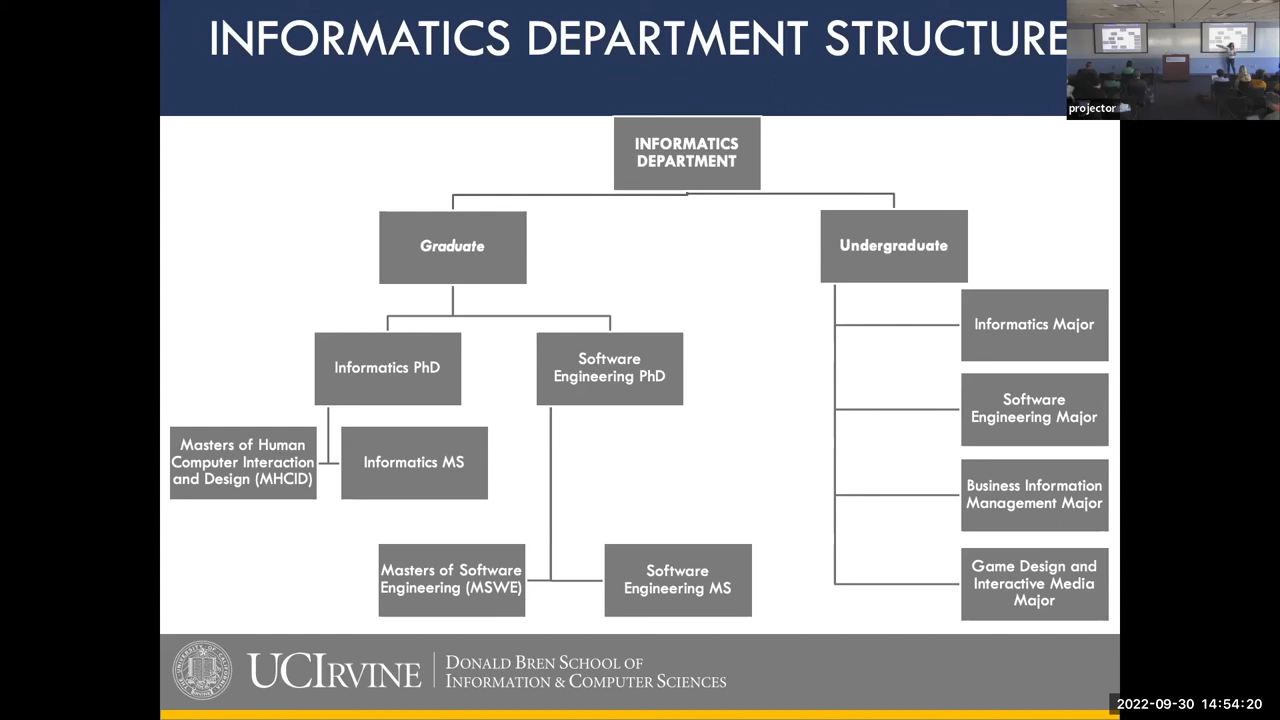 INFORMATICS DEPARTMENT STRUCTURE
projector
INFORMATICS
DEPARTMENT
Graduate
Undergraduate
Informatics PhD
Software
Engineering PhD
Masters of Human
Computer Interaction
and Design (MHCID)
Informatics MS
Masters of Software
Engineering (MSWE)
Software
Engineering MS
Informatics Major
Software
Engineering Major
Business Information
Management Major
Game Design and
Interactive Media
Major
UCIRVINE
DONALD BREN SCHOOL OF
INFORMATION & COMPUTER SCIENCES
2022-09-30 14:54:20